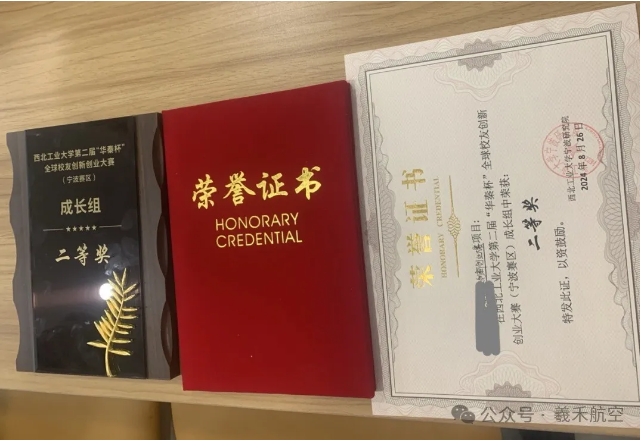 西北工业大学第二届“华秦杯”
全球校友创新创业大赛
（宁波赛区）
成长组
★★★★★
二等奖
荣誉证书
HONORARY
CREDENTIAL
荣誉证书
HONORARY CREDENTIAL
项目：
在西北工业大学第二届“华秦杯”全球校友创新
创业大赛（宁波赛区）成长组中荣获：
二等奖
特发此证，以资鼓励。
西北工业大学宁波研究院
2024年8月26日
公众号·羲禾航空